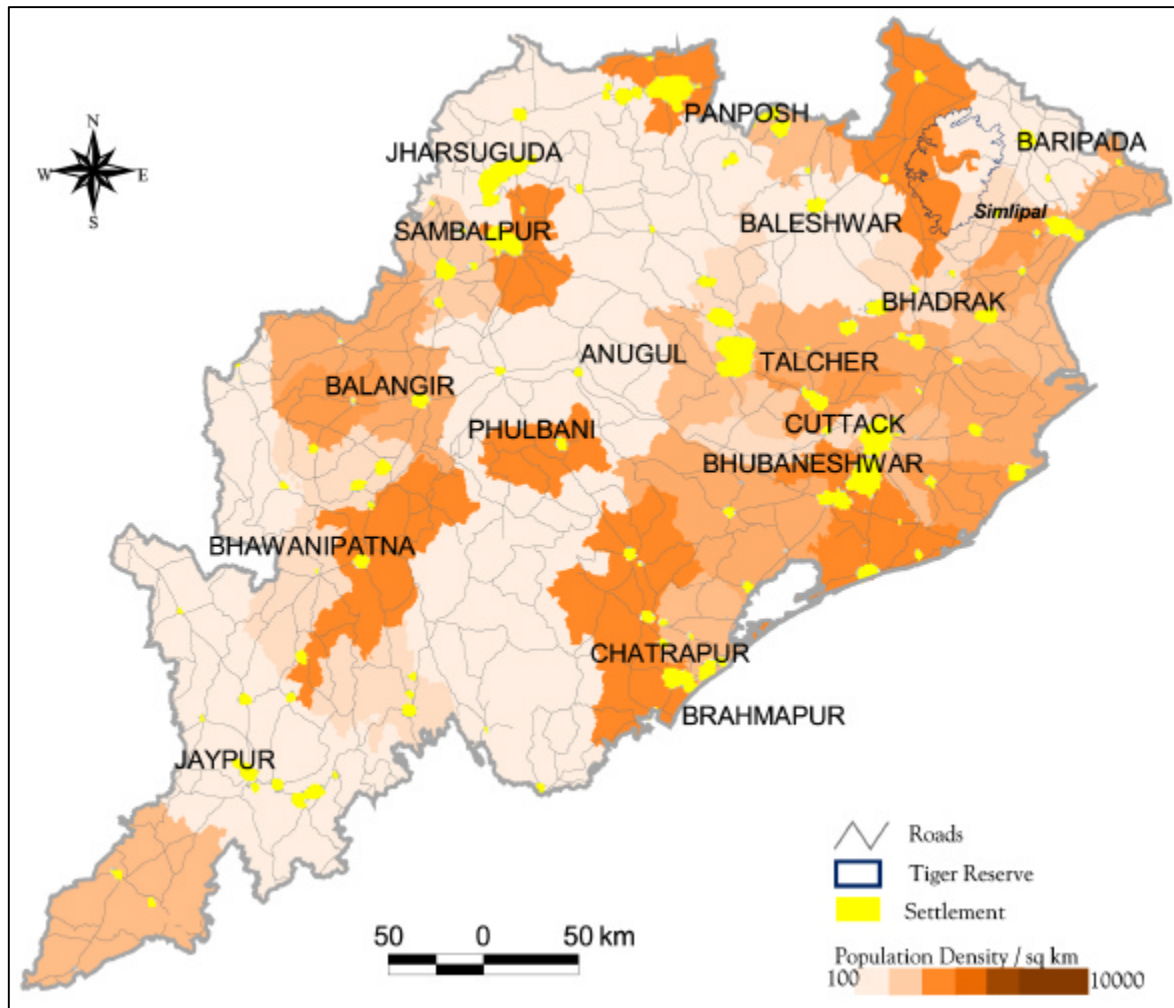 PANPOSH
N
BARIPADA
JHARSUGUDA
W E
S
Simlipal
BALESHWAR
SAMBALPUR
BHADRAK
ANUGUL
TALCHER
BALANGIR
CUTTACK
PHULBANI
BHUBANESHWAR
BHAWANIPATNA
CHATRAPUR
BRAHMAPUR
JAYPUR
Roads
Tiger Reserve
Settlement
50 0 50 km
Population Density / sq km
100 10000